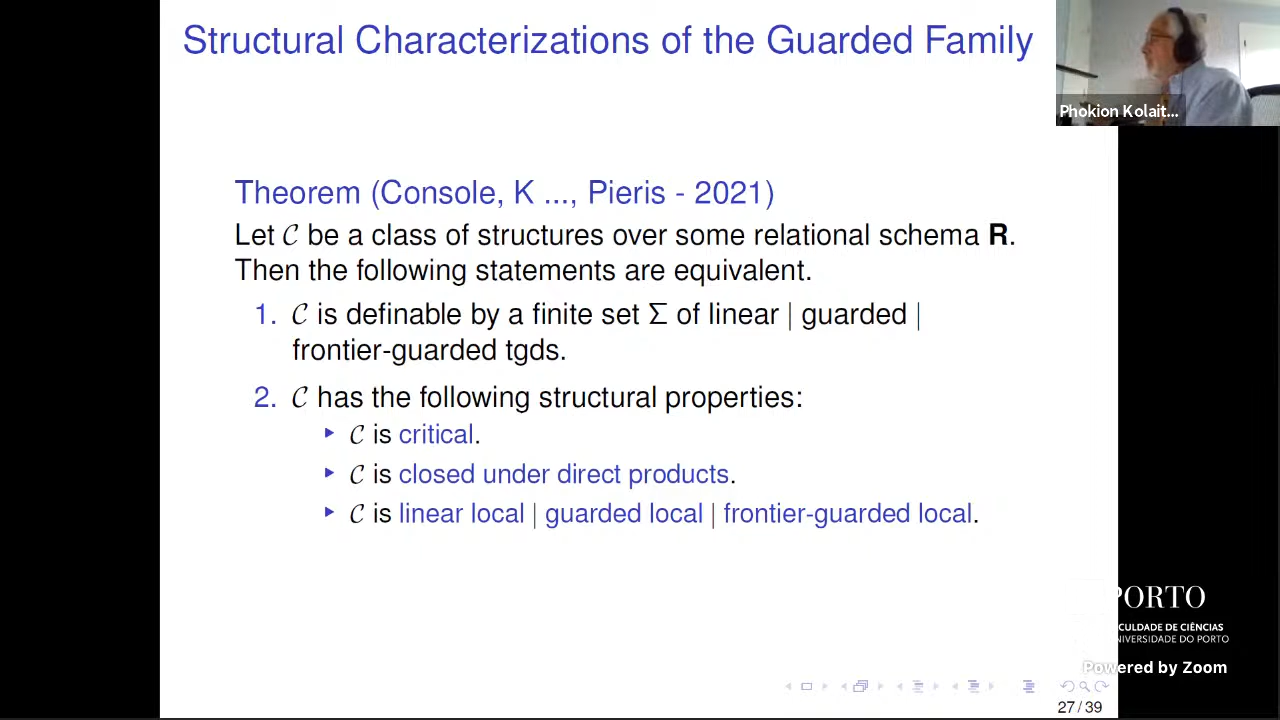 Structural Characterizations of the Guarded Family
Phokion Kolait...
Theorem (Console, K ..., Pieris - 2021)
Let 𝒞 be a class of structures over some relational schema R.
Then the following statements are equivalent.
1. 𝒞 is definable by a finite set Σ of linear | guarded |
frontier-guarded tgds.
2. 𝒞 has the following structural properties:
▶ 𝒞 is critical.
▶ 𝒞 is closed under direct products.
▶ 𝒞 is linear local | guarded local | frontier-guarded local.
PORTO
CULDADE DE CIÊNCIAS
NIVERSIDADE DO PORTO
Powered by Zoom
27 / 39